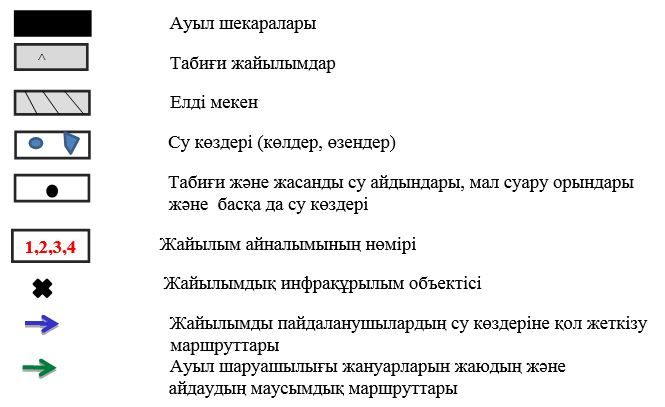 Ауыл шекаралары
^
Табиғи жайылымдар
Елді мекен
Су көздері (көлдер, өзендер)
Табиғи және жасанды су айдындары, мал суару орындары
және басқа да су көздері
1,2,3,4
Жайылым айналымының нөмірі
Жайылымдық инфрақұрылым объектісі
Жайылымды пайдаланушылардың су көздеріне қол жеткізу
маршруттары
Ауыл шаруашылығы жануарларын жаюдың және
айдаудың маусымдық маршруттары